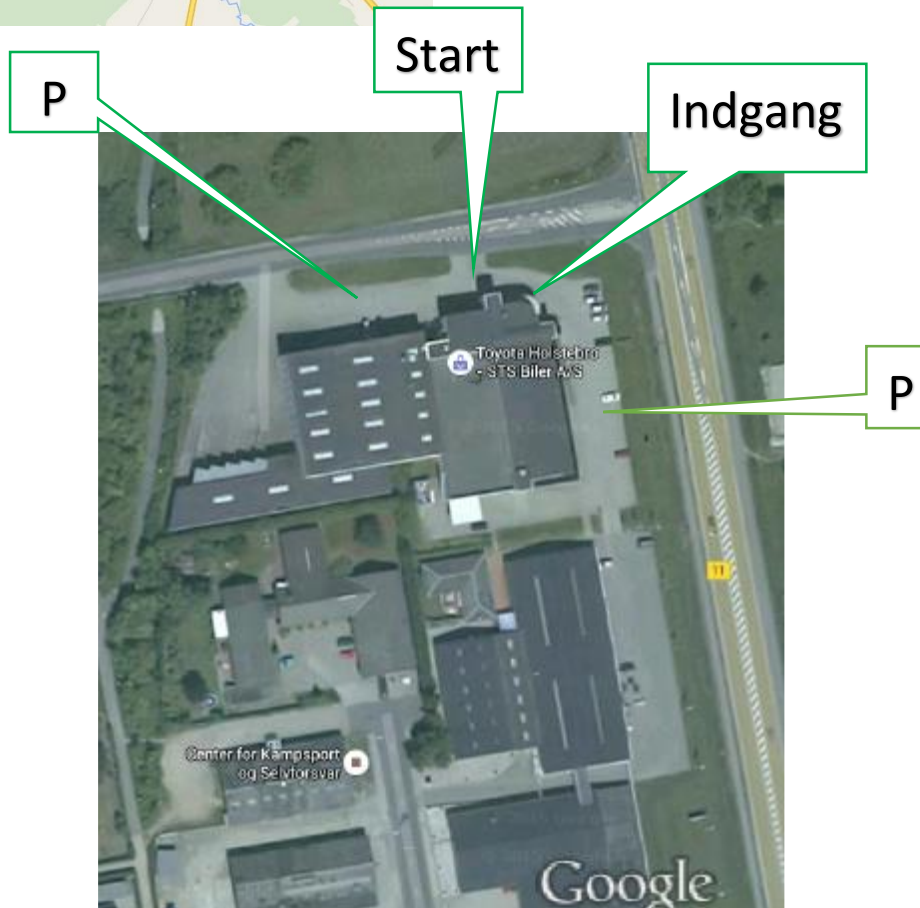 Start
P
Indgang
Toyota Holstebro
- STS Biler A/S
P
11
Center for Kampsport
og Selvforsvar
Google